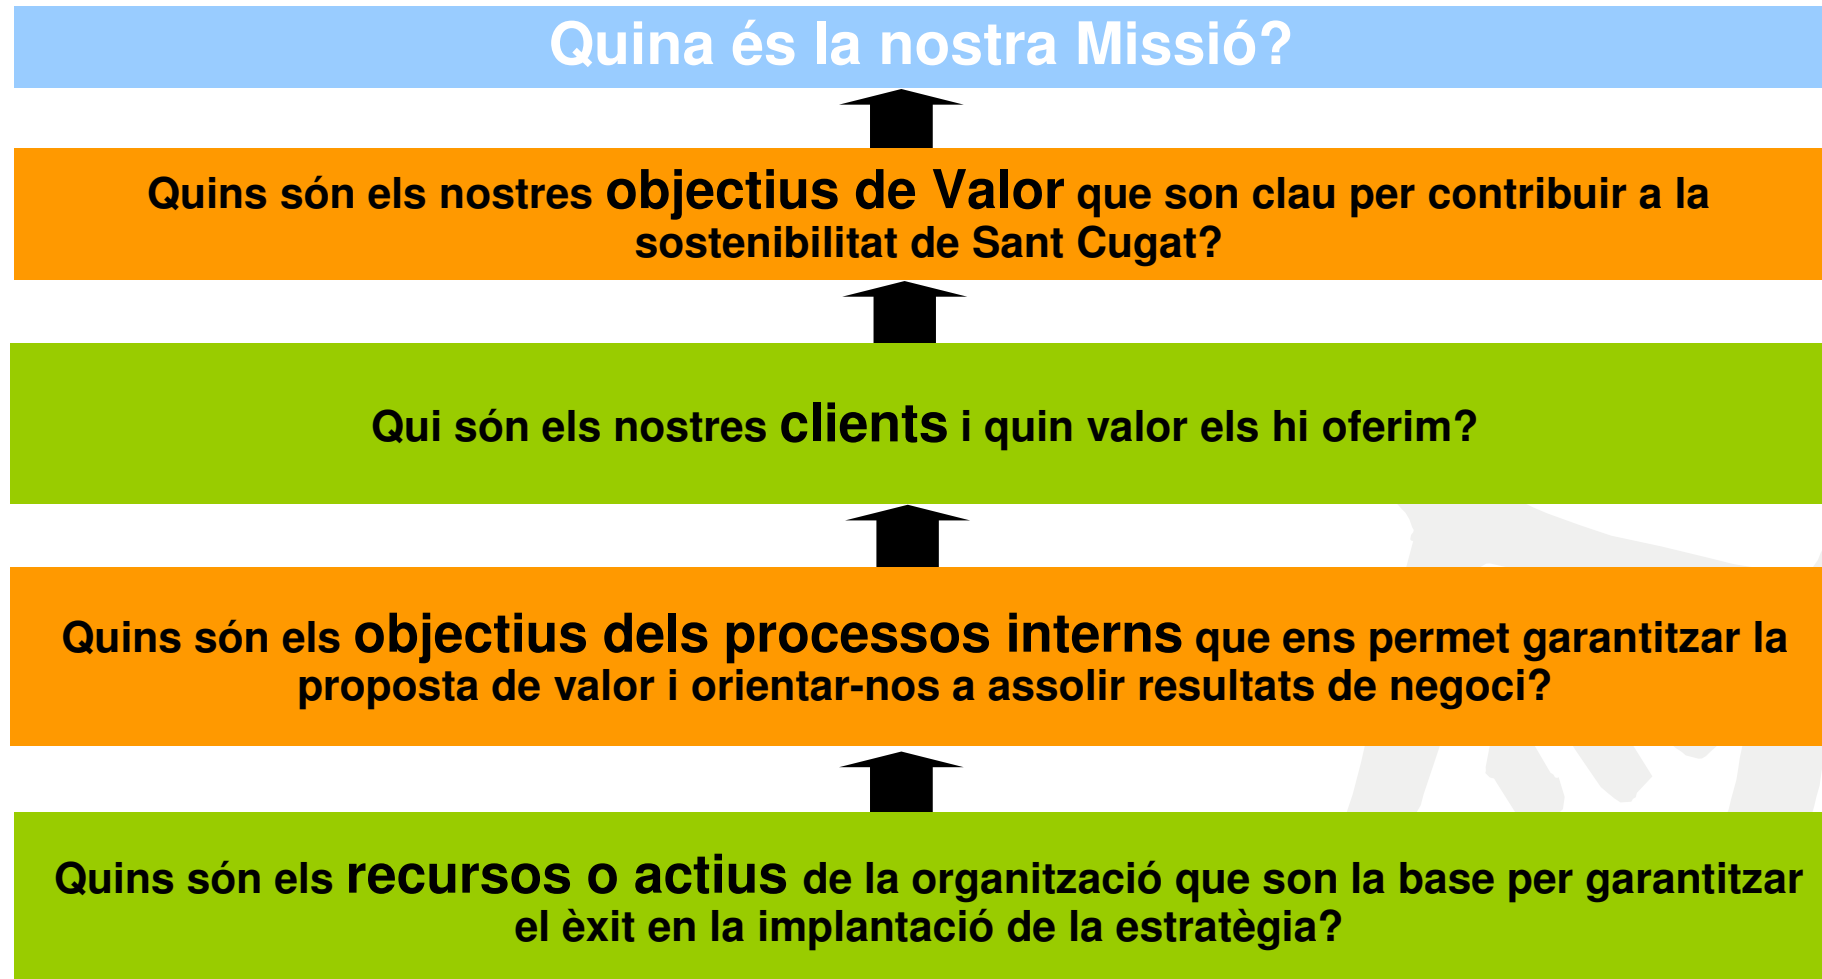 Quina és la nostra Missió?
Quins són els nostres objectius de Valor que son clau per contribuir a la
sostenibilitat de Sant Cugat?
Qui són els nostres clients i quin valor els hi oferim?
Quins són els objectius dels processos interns que ens permet garantitzar la
proposta de valor i orientar-nos a assolir resultats de negoci?
Quins són els recursos o actius de la organització que son la base per garantitzar
el èxit en la implantació de la estratègia?